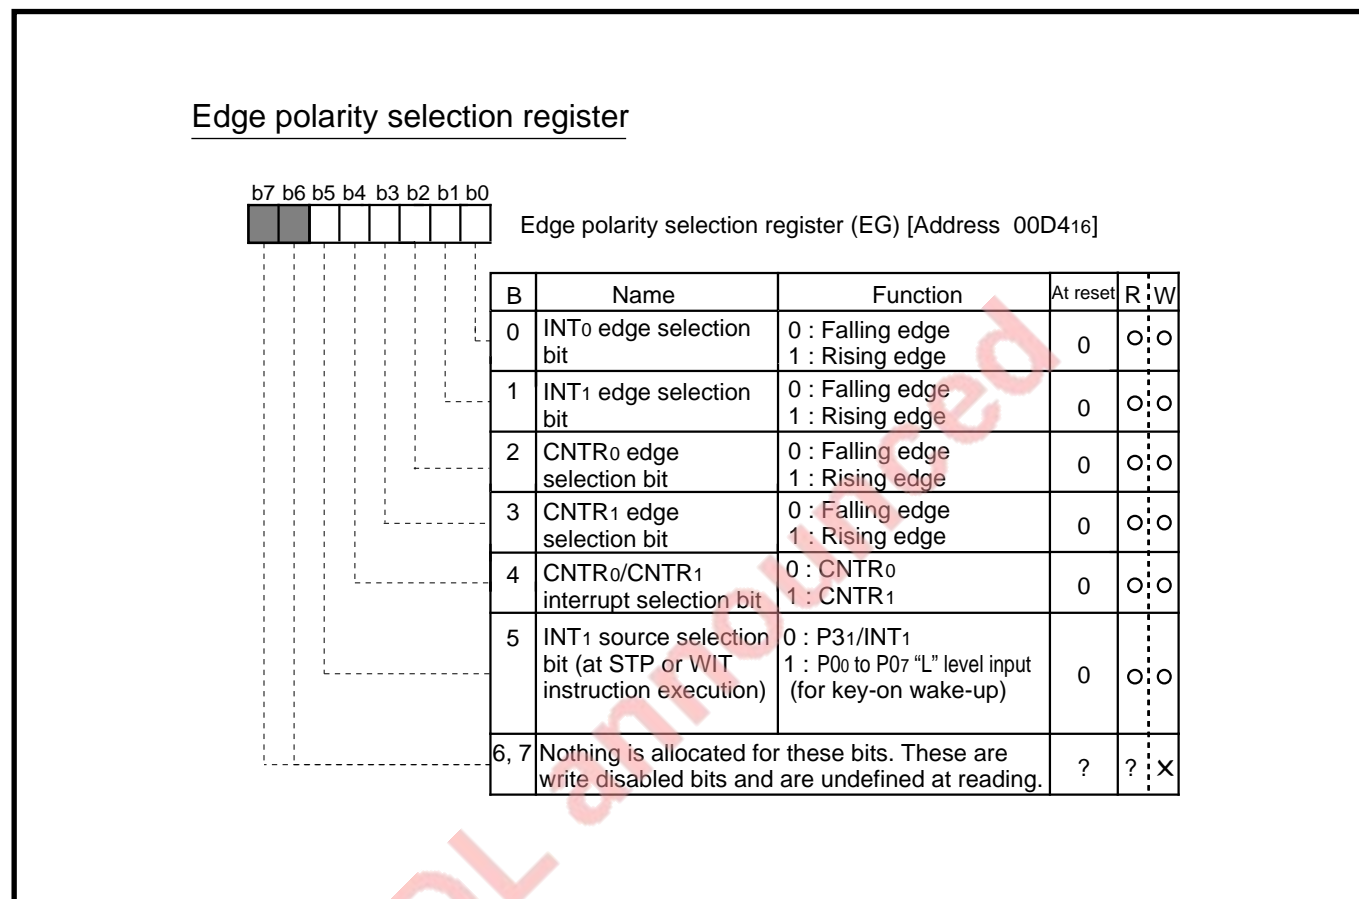 Edge polarity selection register
b7 b6 b5 b4 b3 b2 b1 b0
Edge polarity selection register (EG) [Address 00D416]
B Name Function At reset R W
0 INT0 edge selection bit 0 : Falling edge 1 : Rising edge 0
1 INT1 edge selection bit 0 : Falling edge 1 : Rising edge 0
2 CNTR0 edge selection bit 0 : Falling edge 1 : Rising edge 0
3 CNTR1 edge selection bit 0 : Falling edge 1 : Rising edge 0
4 CNTR0/CNTR1 interrupt selection bit 0 : CNTR0 1 : CNTR1 0
5 INT1 source selection bit (at STP or WIT instruction execution) 0 : P31/INT1 1 : P00 to P07 “L” level input (for key-on wake-up) 0
6, 7 Nothing is allocated for these bits. These are write disabled bits and are undefined at reading. ? ? ×
OL announced